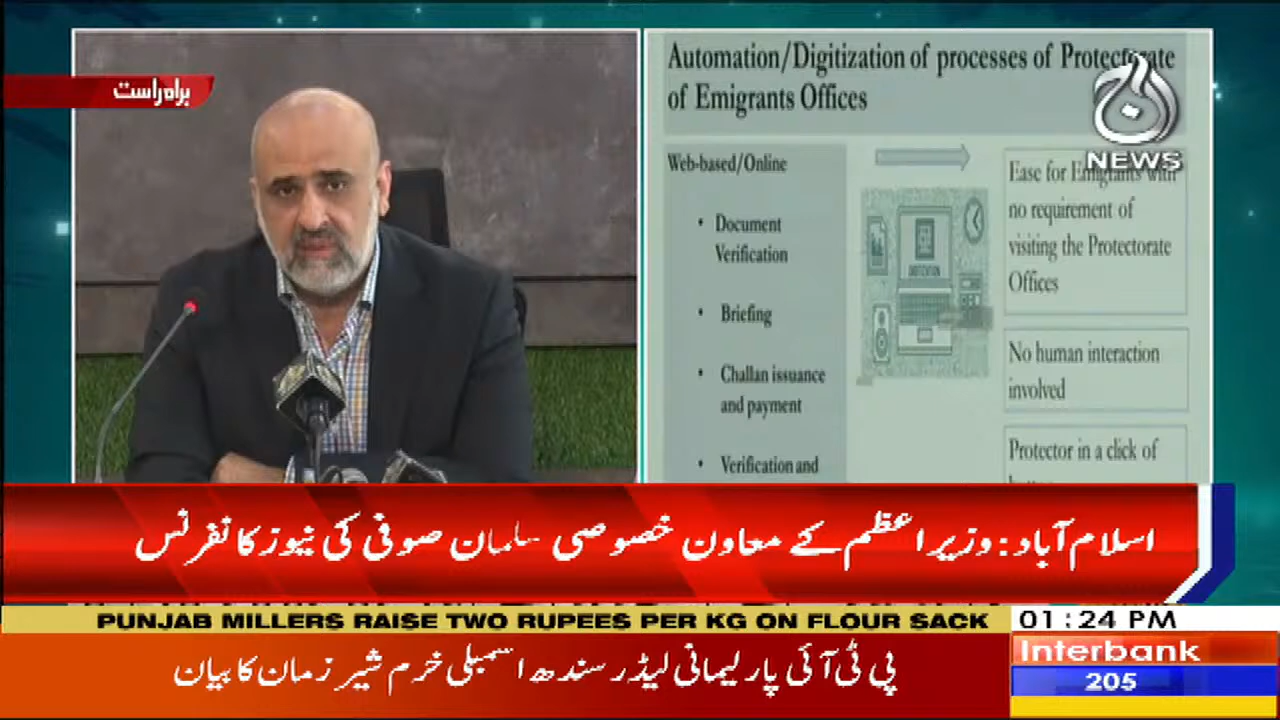 براہ راست
Automation/Digitization of processes of Protectorate
of Emigrants Offices
آج
NEWS
Web-based/Online
• Document
Verification
• Briefing
• Challan issuance
and payment
• Verification and
DIGITIZATION
Ease for Emigrants with
no requirement of
visiting the Protectorate
Offices
No human interaction
involved
Protector in a click of
اسلام آباد: وزیراعظم کے معاون خصوصی سلمان صوفی کی نیوز کانفرنس
PUNJAB MILLERS RAISE TWO RUPEES PER KG ON FLOUR SACK
01:24 PM
پی ٹی آئی پارلیمانی لیڈر سندھ اسمبلی خرم شیر زمان کا بیان
Interbank
205